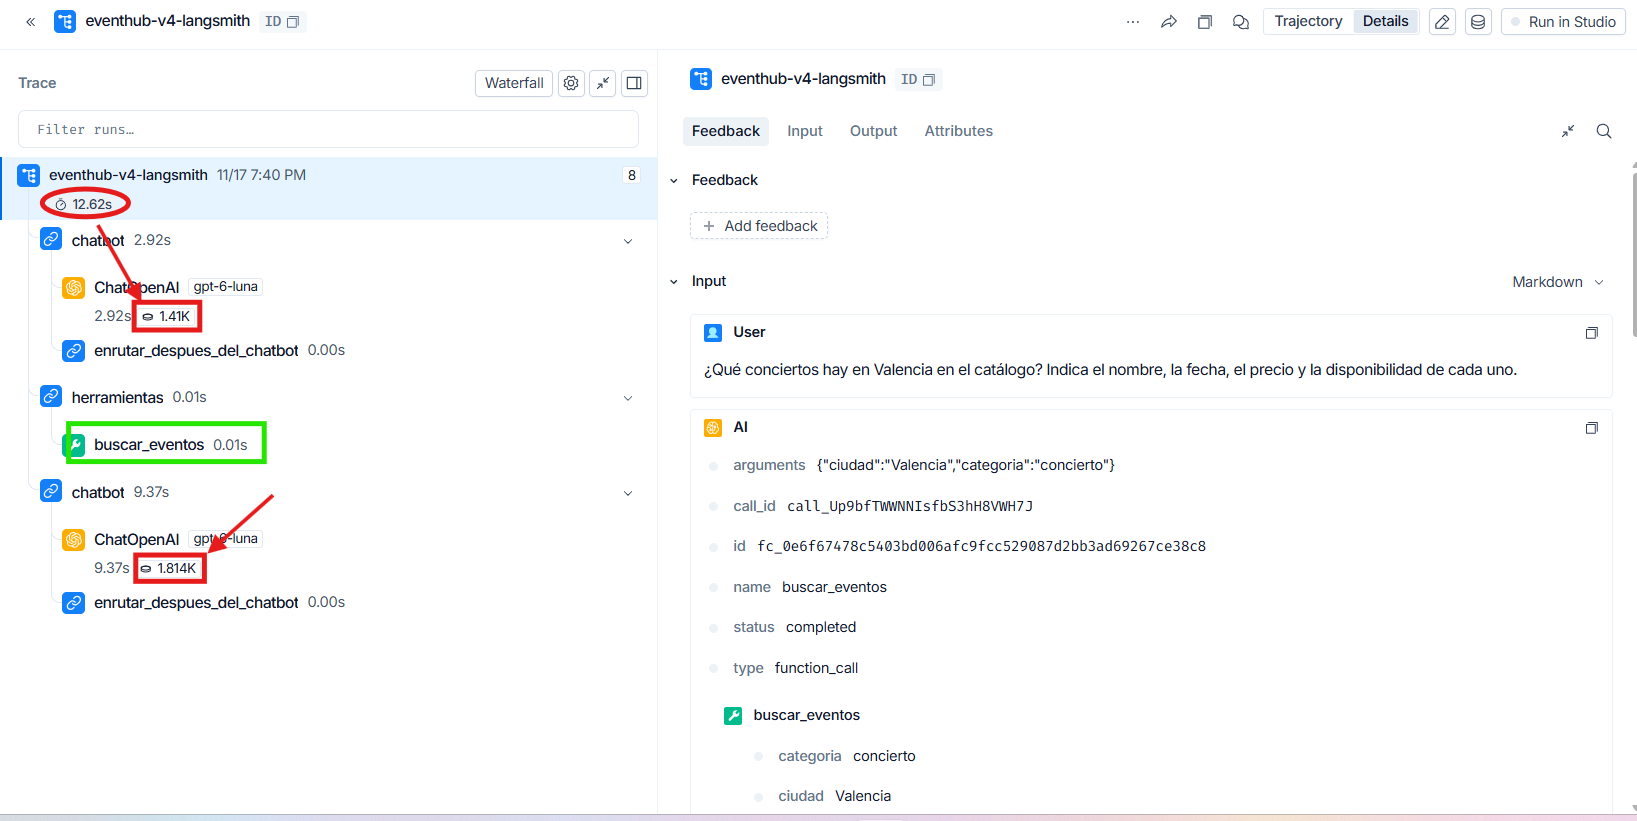 eventhub-v4-langsmith ID
Trajectory Details Run in Studio
Trace
Waterfall
Filter runs…
eventhub-v4-langsmith 11/17 7:40 PM 8
12.62s
chatbot 2.92s
ChatOpenAI gpt-6-luna
2.92s 1.41K
enrutar_despues_del_chatbot 0.00s
herramientas 0.01s
buscar_eventos 0.01s
chatbot 9.37s
ChatOpenAI gpt-6-luna
9.37s 1.814K
enrutar_despues_del_chatbot 0.00s
eventhub-v4-langsmith ID
Feedback Input Output Attributes
Feedback
+ Add feedback
Input Markdown
User
¿Qué conciertos hay en Valencia en el catálogo? Indica el nombre, la fecha, el precio y la disponibilidad de cada uno.
AI
arguments {"ciudad":"Valencia","categoria":"concierto"}
call_id call_Up9bfTWWNNIsfbS3hH8VWH7J
id fc_0e6f67478c5403bd006afc9fcc529087d2bb3ad69267ce38c8
name buscar_eventos
status completed
type function_call
buscar_eventos
categoria concierto
ciudad Valencia